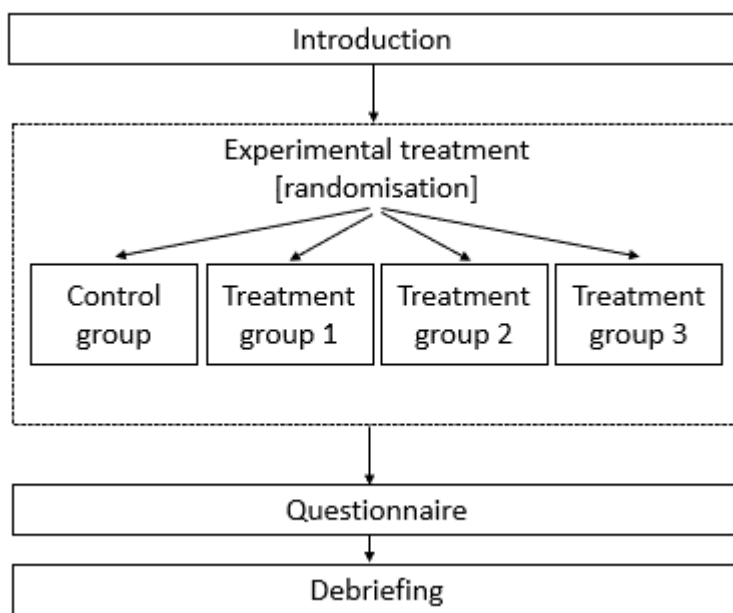 Introduction
Experimental treatment
[randomisation]
Control
group
Treatment
group 1
Treatment
group 2
Treatment
group 3
Questionnaire
Debriefing